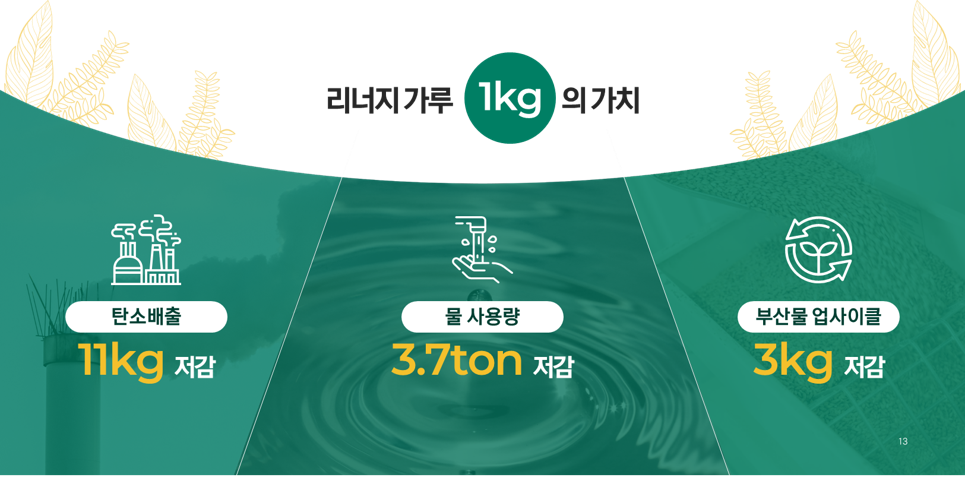 리너지 가루 1kg 의 가치
탄소배출
11kg 저감
물 사용량
3.7ton 저감
부산물 업사이클
3kg 저감
13